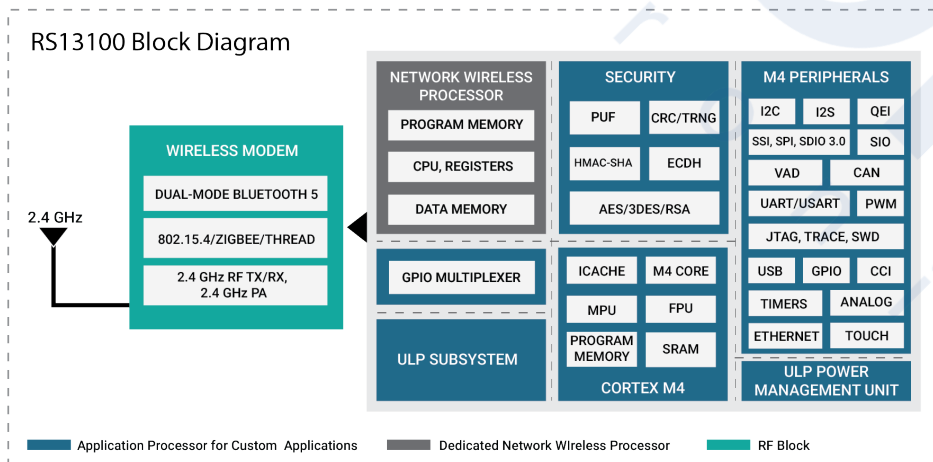 RS13100 Block Diagram
2.4 GHz
WIRELESS MODEM
DUAL-MODE BLUETOOTH 5
802.15.4/ZIGBEE/THREAD
2.4 GHz RF TX/RX,
2.4 GHz PA
NETWORK WIRELESS
PROCESSOR
PROGRAM MEMORY
CPU, REGISTERS
DATA MEMORY
GPIO MULTIPLEXER
ULP SUBSYSTEM
SECURITY
PUF CRC/TRNG
HMAC-SHA ECDH
AES/3DES/RSA
ICACHE M4 CORE
MPU FPU
PROGRAM
MEMORY SRAM
CORTEX M4
M4 PERIPHERALS
I2C I2S QEI
SSI, SPI, SDIO 3.0 SIO
VAD CAN
UART/USART PWM
JTAG, TRACE, SWD
USB GPIO CCI
TIMERS ANALOG
ETHERNET TOUCH
ULP POWER
MANAGEMENT UNIT
Application Processor for Custom Applications
Dedicated Network WIreless Processor
RF Block